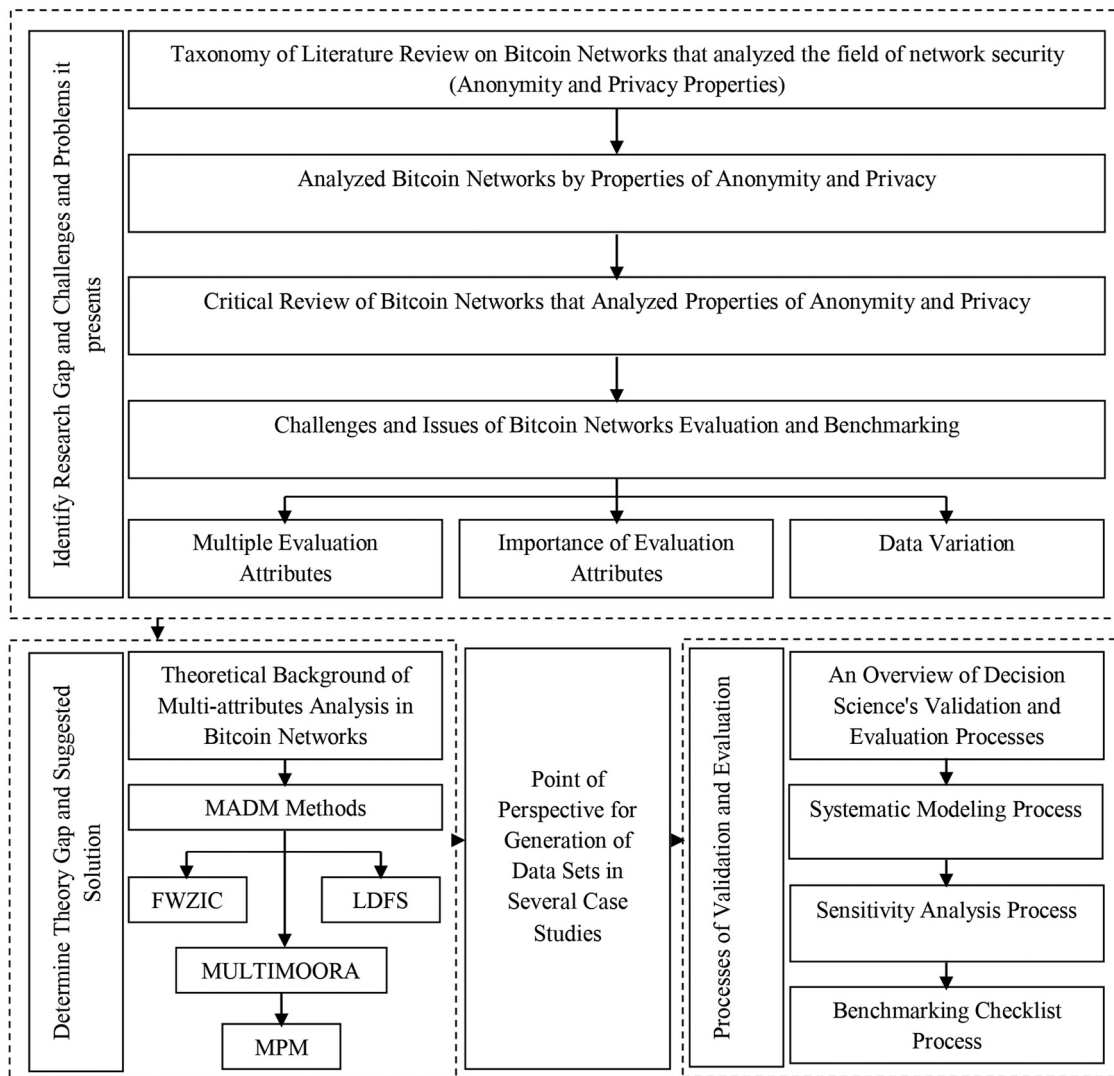 Identify Research Gap and Challenges and Problems it
presents
Taxonomy of Literature Review on Bitcoin Networks that analyzed the field of network security
(Anonymity and Privacy Properties)
Analyzed Bitcoin Networks by Properties of Anonymity and Privacy
Critical Review of Bitcoin Networks that Analyzed Properties of Anonymity and Privacy
Challenges and Issues of Bitcoin Networks Evaluation and Benchmarking
Multiple Evaluation
Attributes
Importance of Evaluation
Attributes
Data Variation
Determine Theory Gap and Suggested
Solution
Theoretical Background of
Multi-attributes Analysis in
Bitcoin Networks
MADM Methods
FWZIC
LDFS
MULTIMOORA
MPM
Point of
Perspective for
Generation of
Data Sets in
Several Case
Studies
Processes of Validation and Evaluation
An Overview of Decision
Science's Validation and
Evaluation Processes
Systematic Modeling Process
Sensitivity Analysis Process
Benchmarking Checklist
Process